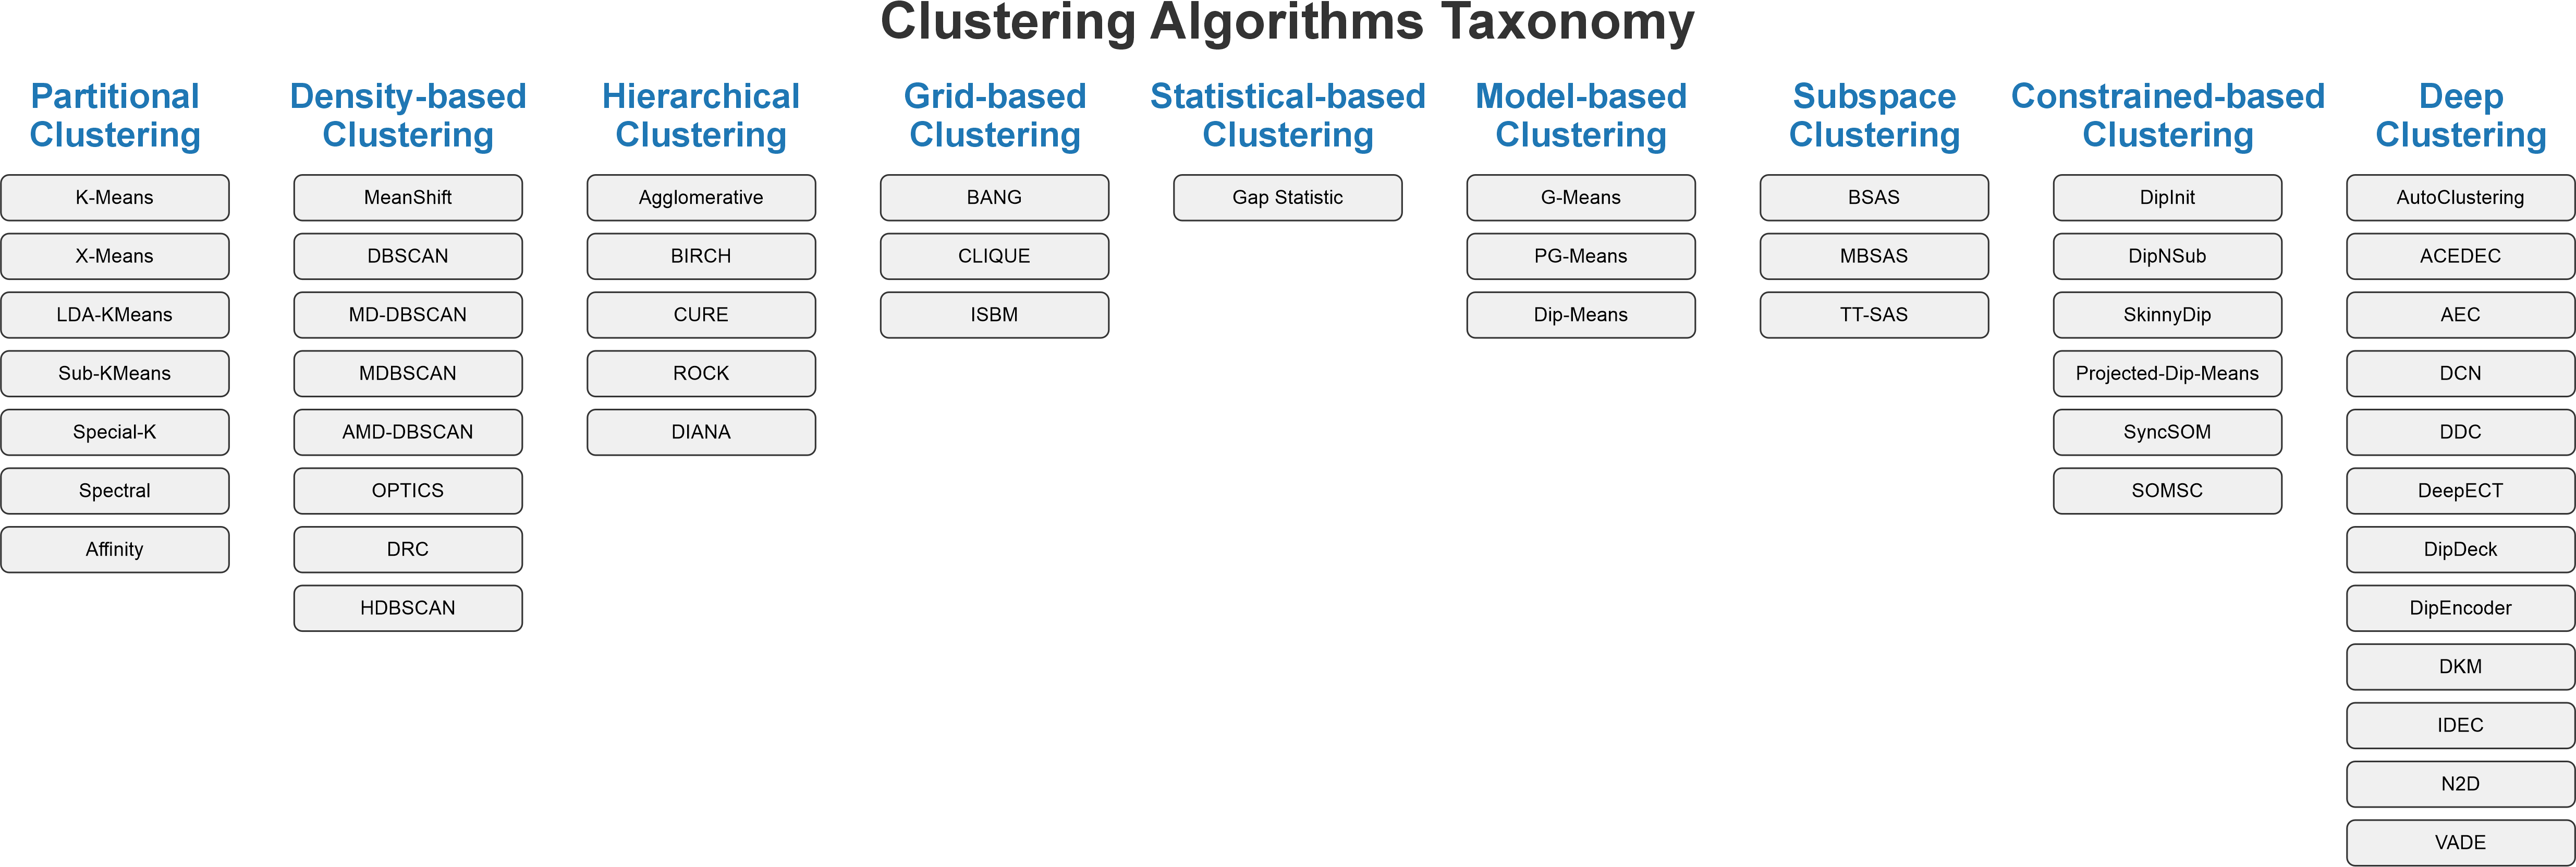 Clustering Algorithms Taxonomy
Partitional
Clustering
K-Means
X-Means
LDA-KMeans
Sub-KMeans
Special-K
Spectral
Affinity
Density-based
Clustering
MeanShift
DBSCAN
MD-DBSCAN
MDBSCAN
AMD-DBSCAN
OPTICS
DRC
HDBSCAN
Hierarchical
Clustering
Agglomerative
BIRCH
CURE
ROCK
DIANA
Grid-based
Clustering
BANG
CLIQUE
ISBM
Statistical-based
Clustering
Gap Statistic
Model-based
Clustering
G-Means
PG-Means
Dip-Means
Subspace
Clustering
BSAS
MBSAS
TT-SAS
Constrained-based
Clustering
DipInit
DipNSub
SkinnyDip
Projected-Dip-Means
SyncSOM
SOMSC
Deep
Clustering
AutoClustering
ACEDEC
AEC
DCN
DDC
DeepECT
DipDeck
DipEncoder
DKM
IDEC
N2D
VADE